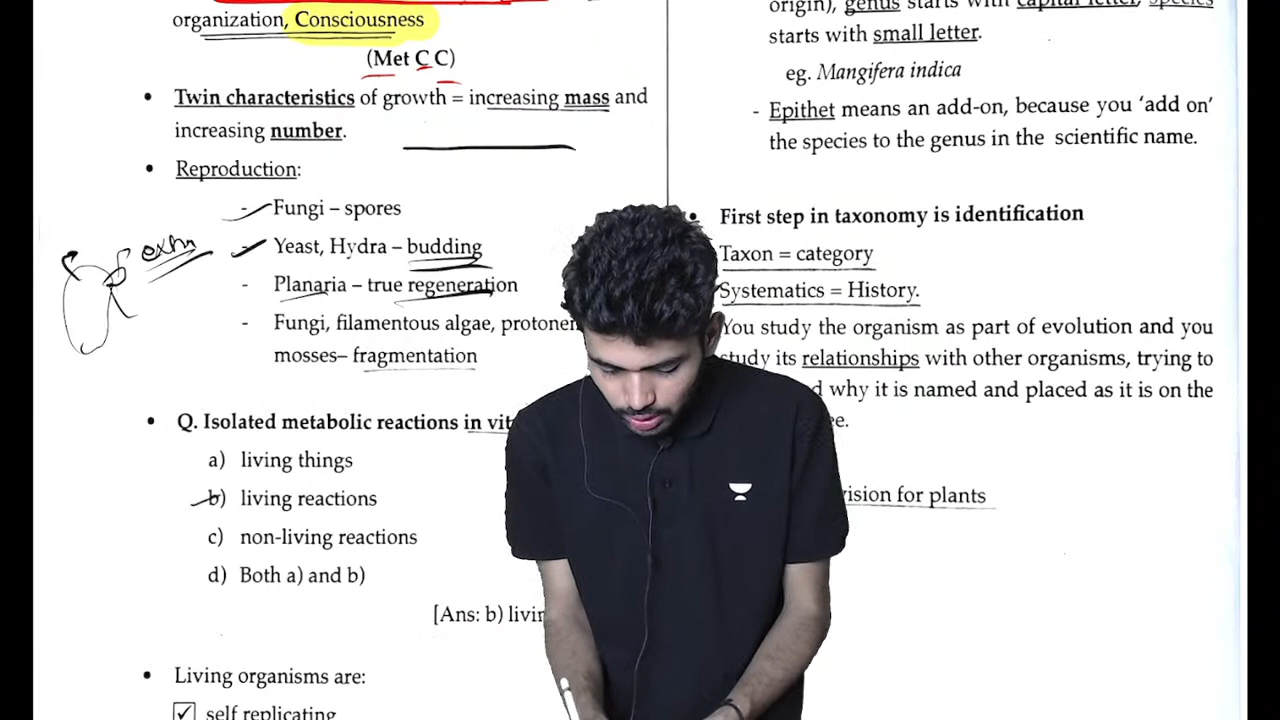 organization, Consciousness
(Met C C)
• Twin characteristics of growth = increasing mass and
increasing number.
• Reproduction:
- Fungi – spores
- Yeast, Hydra – budding
- Planaria – true regeneration
- Fungi, filamentous algae,
mosses– fragmentation
• Q. Isolated metabolic reactions in
a) living things
b) living reactions
c) non-living reactions
d) Both a) and b)
[Ans: b)
• Living organisms are:
self replicating
origin), genus starts with capital letter, species
starts with small letter.
eg. Mangifera indica
- Epithet means an add-on, because you 'add on'
the species to the genus in the scientific name.
• First step in taxonomy is identification
Taxon = category
Systematics = History.
You study the organism as part of evolution and you
study its relationships with other organisms, trying to
why it is named and placed as it is on the
for plants